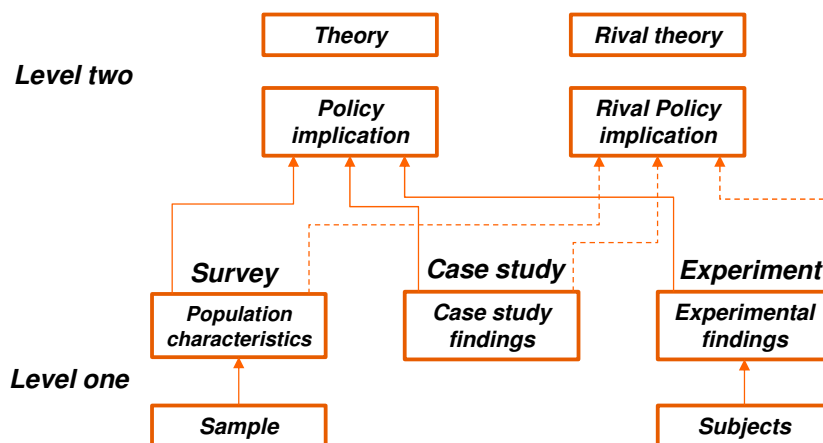 Theory
Rival theory
Level two
Policy
implication
Rival Policy
implication
Survey
Case study
Experiment
Population
characteristics
Case study
findings
Experimental
findings
Level one
Sample
Subjects